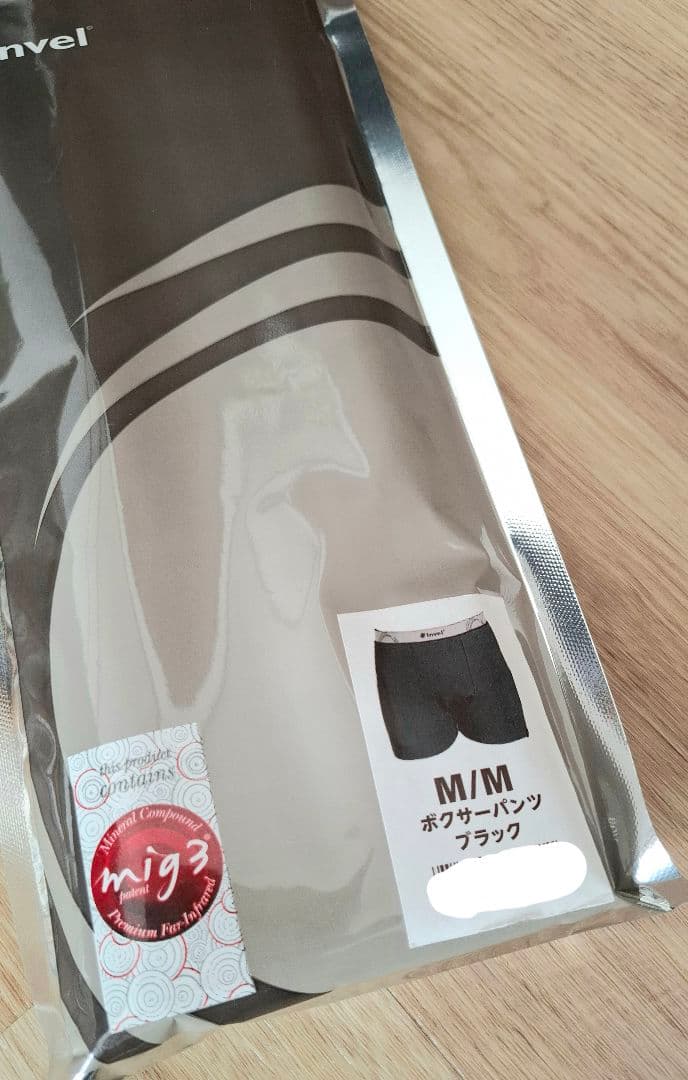 nvel®
Invel®
M/M
ボクサーパンツ
ブラック
this product
contains
Mineral Compound
mig3®
patent
Premium Far-Infrared